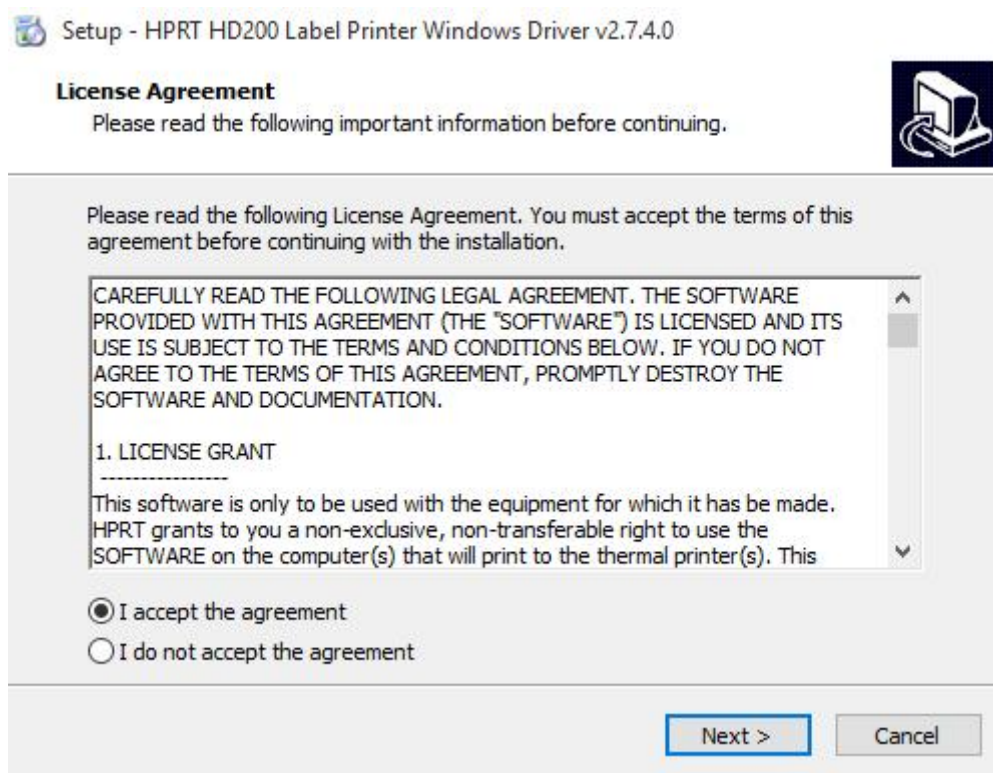 Setup - HPRT HD200 Label Printer Windows Driver v2.7.4.0
License Agreement
Please read the following important information before continuing.
Please read the following License Agreement. You must accept the terms of this
agreement before continuing with the installation.
CAREFULLY READ THE FOLLOWING LEGAL AGREEMENT. THE SOFTWARE
PROVIDED WITH THIS AGREEMENT (THE "SOFTWARE") IS LICENSED AND ITS
USE IS SUBJECT TO THE TERMS AND CONDITIONS BELOW. IF YOU DO NOT
AGREE TO THE TERMS OF THIS AGREEMENT, PROMPTLY DESTROY THE
SOFTWARE AND DOCUMENTATION.
1. LICENSE GRANT
----------------
This software is only to be used with the equipment for which it has be made.
HPRT grants to you a non-exclusive, non-transferable right to use the
SOFTWARE on the computer(s) that will print to the thermal printer(s). This
I accept the agreement
I do not accept the agreement
Next >
Cancel